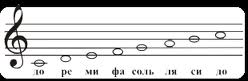 до ре ми фа соль ля си до